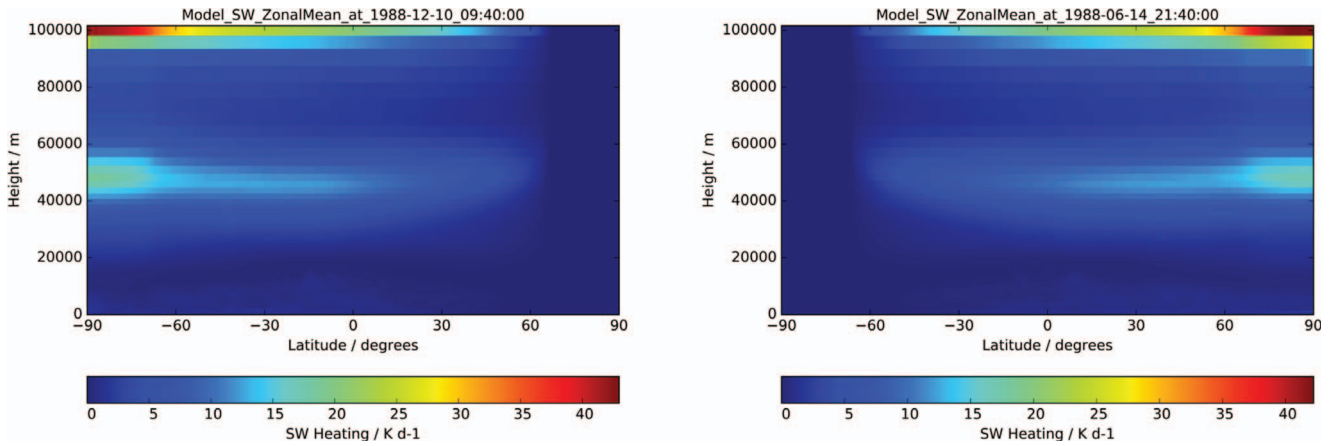 Model_SW_ZonalMean_at_1988-12-10_09:40:00
100000
80000
60000
40000
20000
0
Height / m
−90 −60 −30 0 30 60 90
Latitude / degrees
0 5 10 15 20 25 30 35 40
SW Heating / K d-1
Model_SW_ZonalMean_at_1988-06-14_21:40:00
100000
80000
60000
40000
20000
0
Height / m
−90 −60 −30 0 30 60 90
Latitude / degrees
0 5 10 15 20 25 30 35 40
SW Heating / K d-1